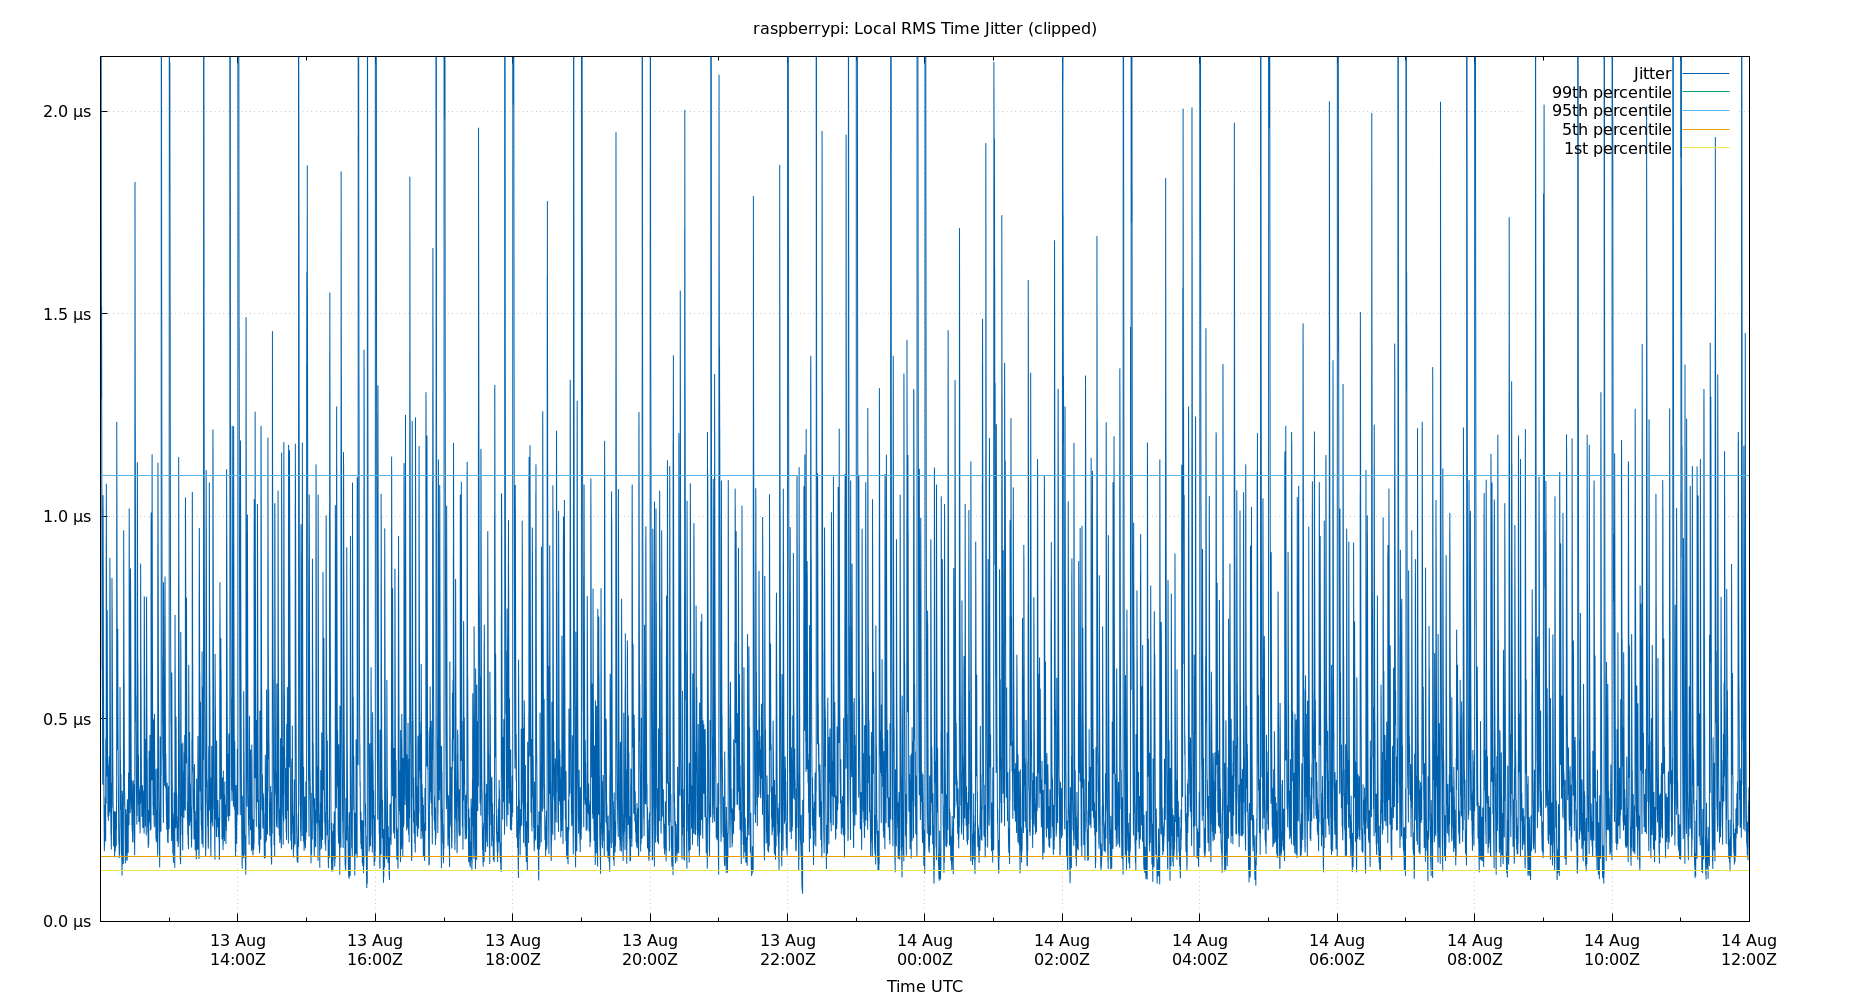 raspberrypi: Local RMS Time Jitter (clipped)
Jitter
99th percentile
95th percentile
5th percentile
1st percentile
2.0 µs
1.5 µs
1.0 µs
0.5 µs
0.0 µs
13 Aug 13 Aug 13 Aug 13 Aug 13 Aug 14 Aug 14 Aug 14 Aug 14 Aug 14 Aug 14 Aug 14 Aug
14:00Z 16:00Z 18:00Z 20:00Z 22:00Z 00:00Z 02:00Z 04:00Z 06:00Z 08:00Z 10:00Z 12:00Z
Time UTC